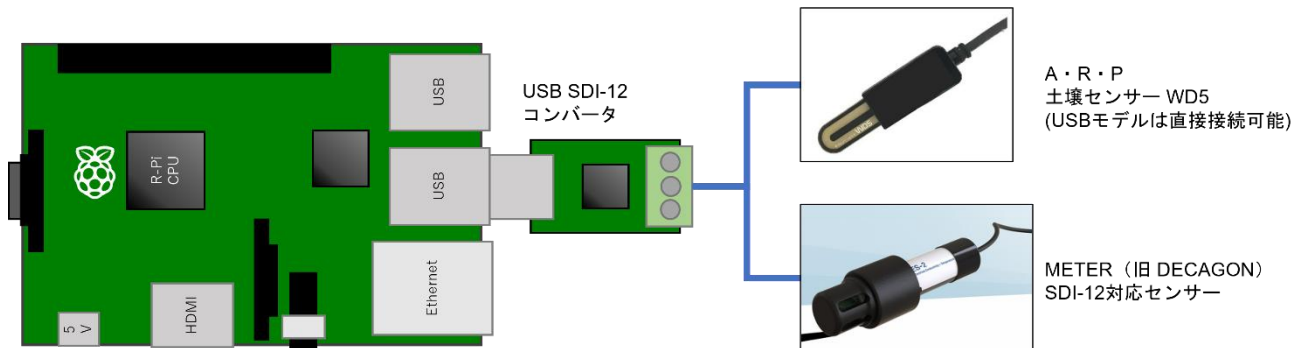 USB
R-Pi
CPU
USB
Ethernet
HDMI
5
V
USB SDI-12
コンバータ
WD5
A・R・P
土壌センサー WD5
(USBモデルは直接接続可能)
ES-2
METER（旧 DECAGON）
SDI-12対応センサー